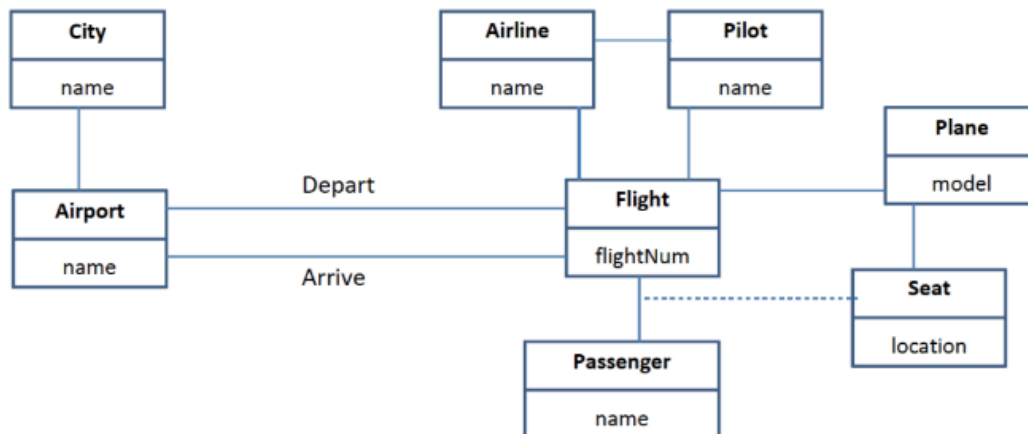 City
name
Airline
name
Pilot
name
Plane
model
Depart
Airport
name
Arrive
Flight
flightNum
Seat
location
Passenger
name